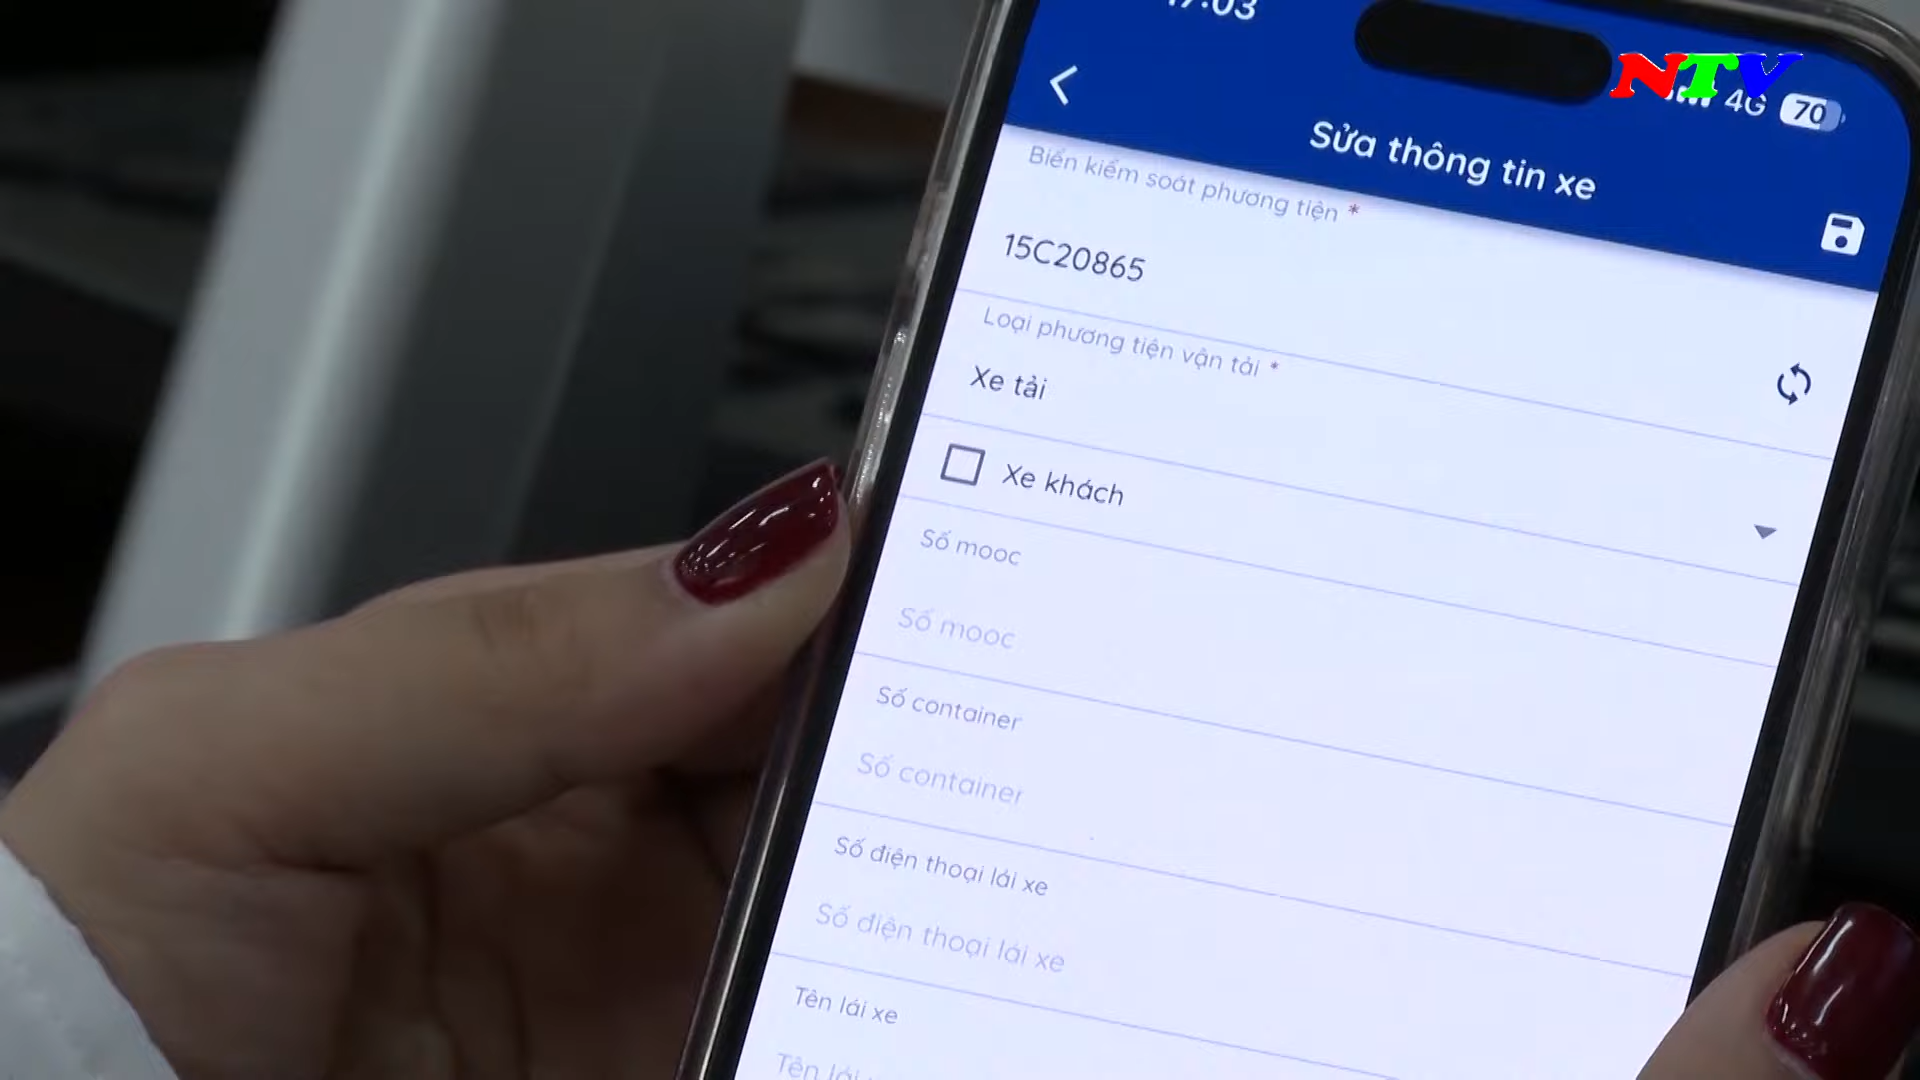 17:03
NTV
4G 70
Sửa thông tin xe
Biển kiểm soát phương tiện *
15C20865
Loại phương tiện vận tải *
Xe tải
Xe khách
Số mooc
Số mooc
Số container
Số container
Số điện thoại lái xe
Số điện thoại lái xe
Tên lái xe
Tên lái